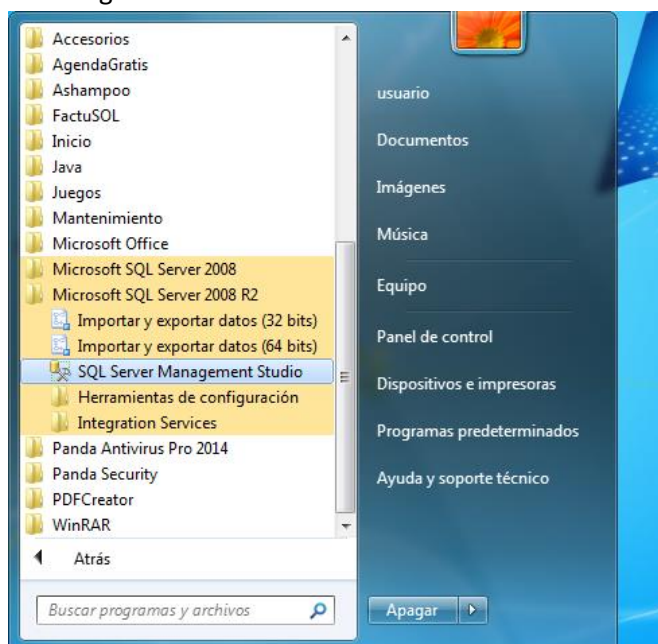 Accesorios
AgendaGratis
Ashampoo
FactuSOL
Inicio
Java
Juegos
Mantenimiento
Microsoft Office
Microsoft SQL Server 2008
Microsoft SQL Server 2008 R2
Importar y exportar datos (32 bits)
Importar y exportar datos (64 bits)
SQL Server Management Studio
Herramientas de configuración
Integration Services
Panda Antivirus Pro 2014
Panda Security
PDFCreator
WinRAR
Atrás
Buscar programas y archivos
usuario
Documentos
Imágenes
Música
Equipo
Panel de control
Dispositivos e impresoras
Programas predeterminados
Ayuda y soporte técnico
Apagar